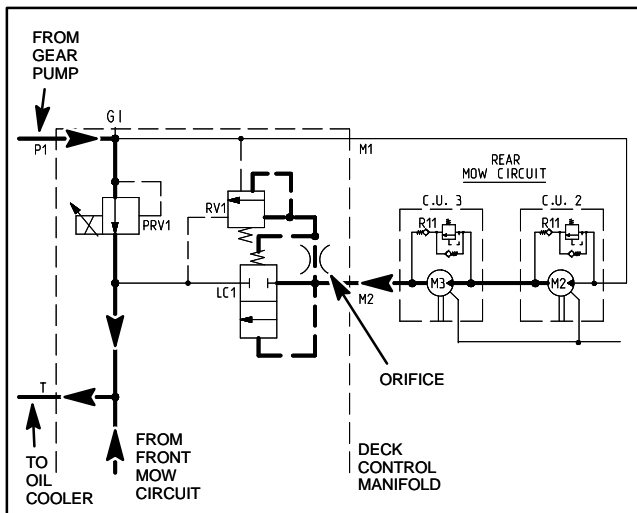 FROM
GEAR
PUMP
G1
P1
M1
REAR
MOW CIRCUIT
C.U. 3
C.U. 2
R11
R11
RV1
PRV1
LC1
M2
M3
M2
ORIFICE
T
TO
OIL
COOLER
FROM
FRONT
MOW
CIRCUIT
DECK
CONTROL
MANIFOLD